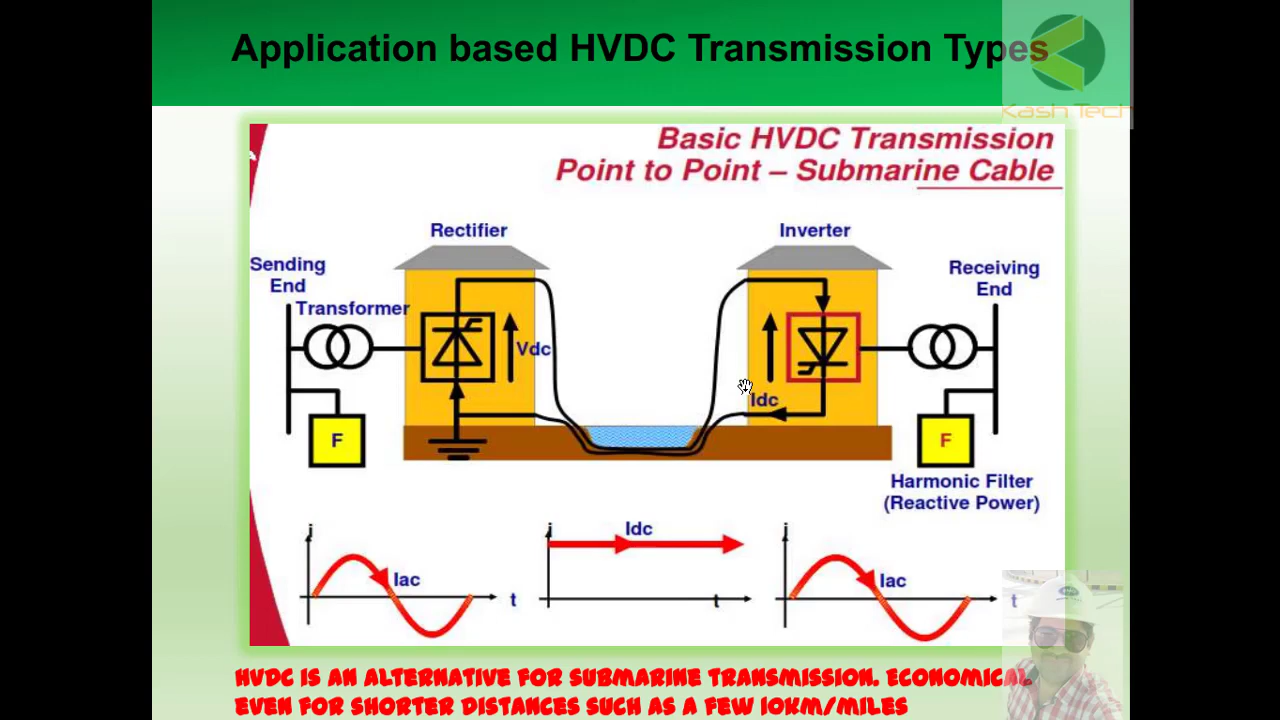 Application based HVDC Transmission Types
Kash Tech
Basic HVDC Transmission
Point to Point – Submarine Cable
Rectifier
Inverter
Sending
End
Receiving
End
Transformer
Vdc
Idc
F
F
Harmonic Filter
(Reactive Power)
i
Iac
t
i
Idc
t
i
Iac
t
HVDC IS AN ALTERNATIVE FOR SUBMARINE TRANSMISSION. ECONOMICAL
EVEN FOR SHORTER DISTANCES SUCH AS A FEW 10KM/MILES